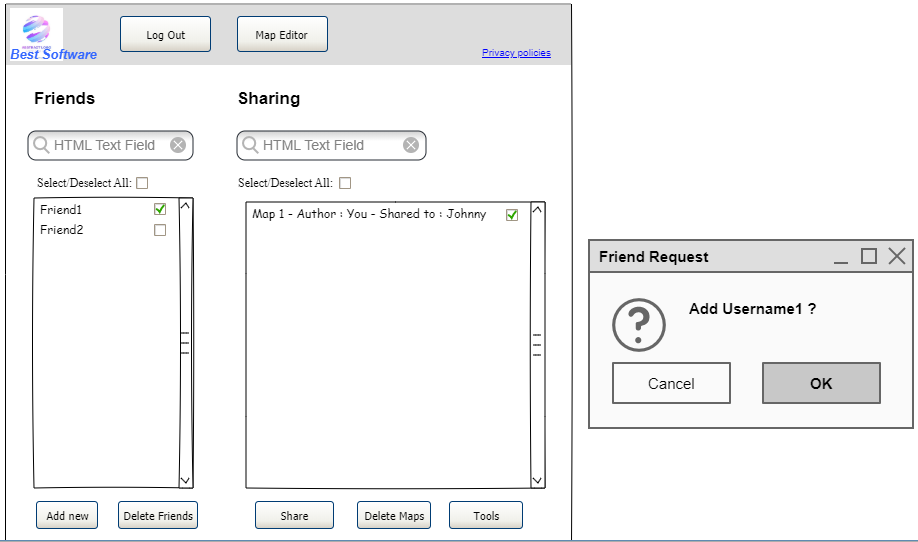 Best Software
Log Out
Map Editor
Privacy policies
Friends
Sharing
HTML Text Field
HTML Text Field
Select/Deselect All:
Select/Deselect All:
Friend1
Friend2
Map 1 - Author : You - Shared to : Johnny
Add new
Delete Friends
Share
Delete Maps
Tools
Friend Request
Add Username1 ?
Cancel
OK